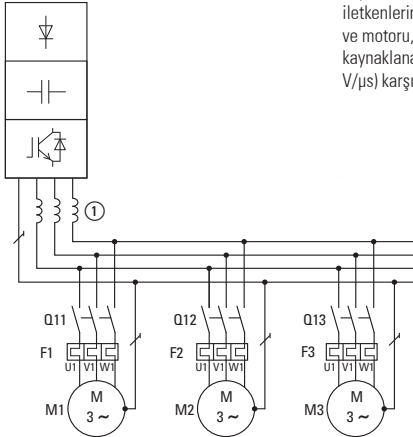 iletkenlerin
ve motoru,
kaynaklana
V/µs) karşı
1
Q11 Q12 Q13
F1 F2 F3
U1 V1 W1 U1 V1 W1 U1 V1 W1
M1 M M2 M M3 M
3 ~ 3 ~ 3 ~